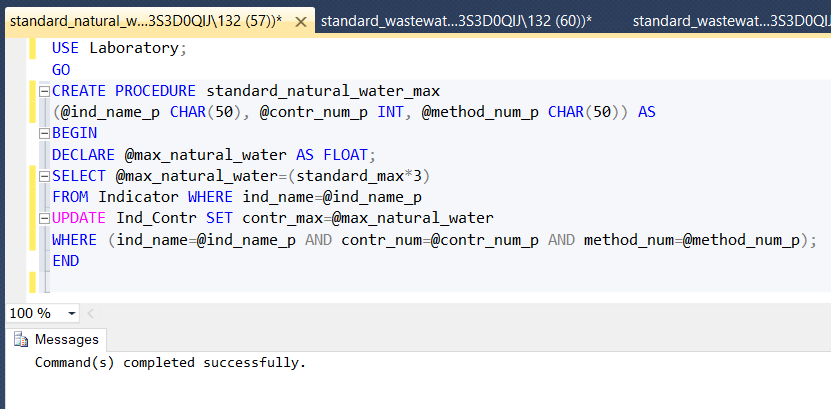 standard_natural_w...3S3D0QIJ\132 (57))* standard_wastewat...3S3D0QIJ\132 (60))* standard_wastewat...3S3D0QIJ
USE Laboratory;
GO
CREATE PROCEDURE standard_natural_water_max
(@ind_name_p CHAR(50), @contr_num_p INT, @method_num_p CHAR(50)) AS
BEGIN
DECLARE @max_natural_water AS FLOAT;
SELECT @max_natural_water=(standard_max*3)
FROM Indicator WHERE ind_name=@ind_name_p
UPDATE Ind_Contr SET contr_max=@max_natural_water
WHERE (ind_name=@ind_name_p AND contr_num=@contr_num_p AND method_num=@method_num_p);
END
100 %
Messages
Command(s) completed successfully.